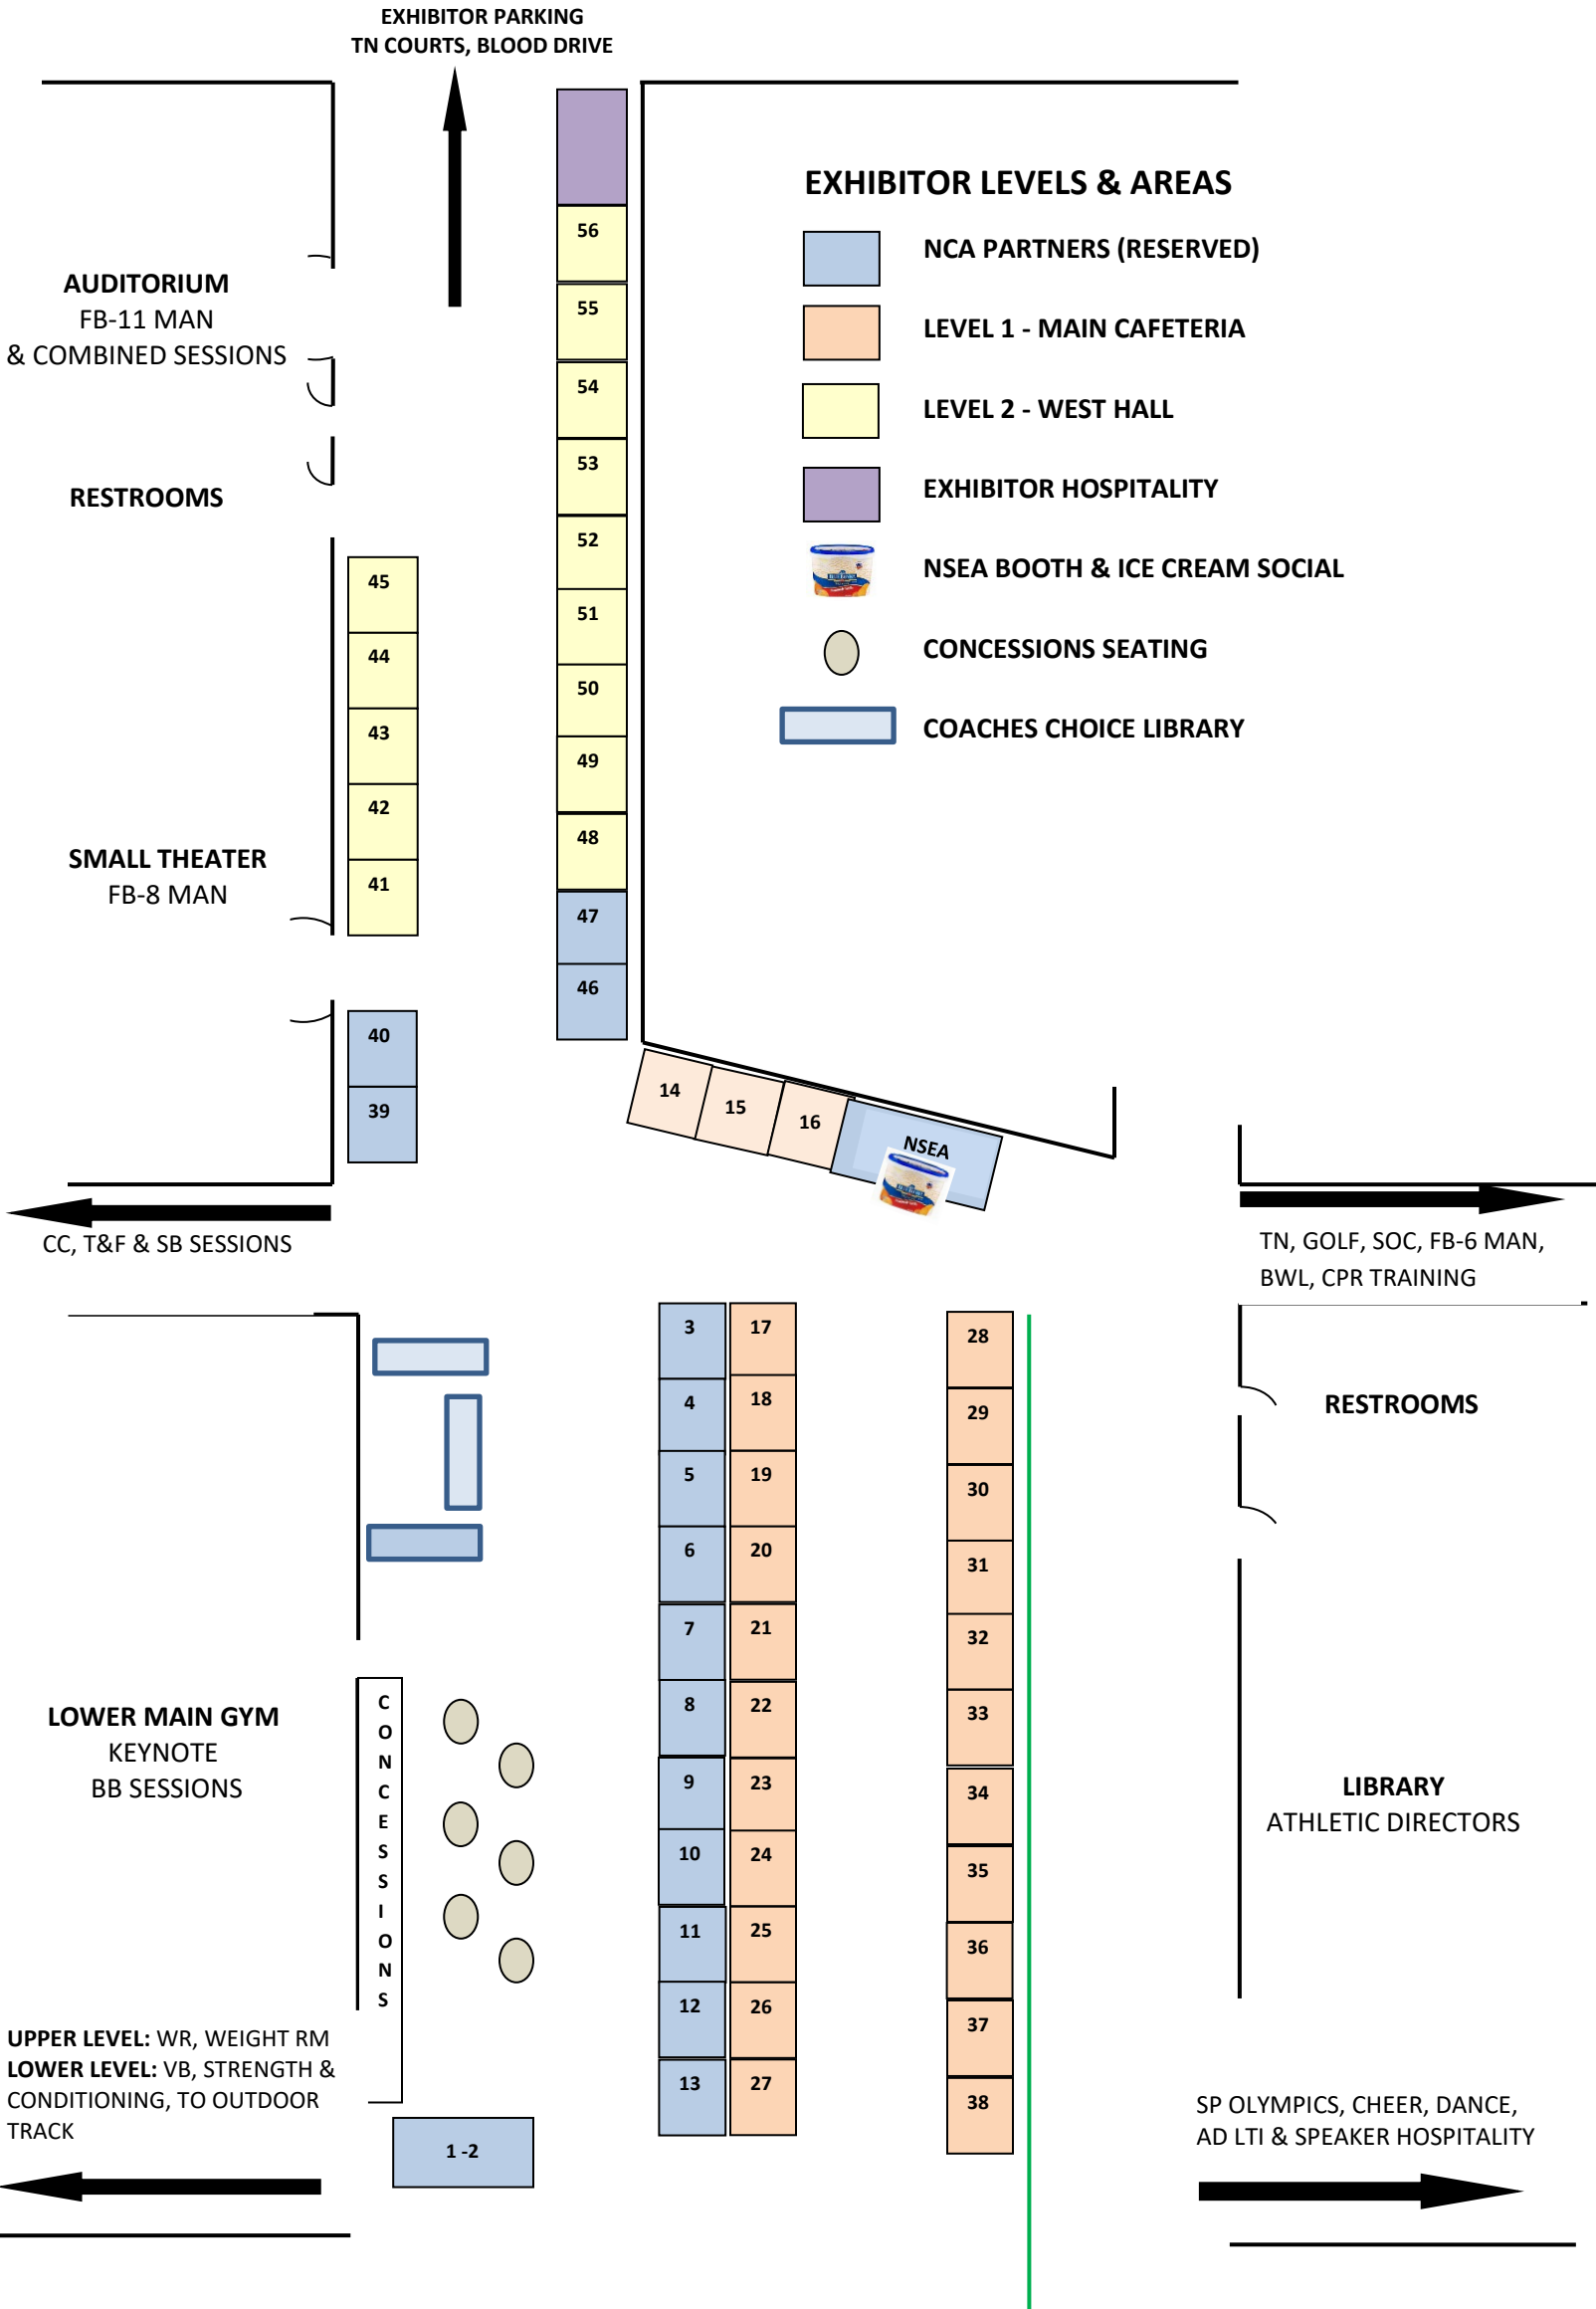 EXHIBITOR PARKING
TN COURTS, BLOOD DRIVE
EXHIBITOR LEVELS & AREAS
NCA PARTNERS (RESERVED)
LEVEL 1 - MAIN CAFETERIA
LEVEL 2 - WEST HALL
EXHIBITOR HOSPITALITY
NSEA BOOTH & ICE CREAM SOCIAL
CONCESSIONS SEATING
COACHES CHOICE LIBRARY
AUDITORIUM
FB-11 MAN
& COMBINED SESSIONS
RESTROOMS
SMALL THEATER
FB-8 MAN
56
55
54
53
52
51
50
49
48
47
46
45
44
43
42
41
40
39
14
15
16
NSEA
CC, T&F & SB SESSIONS
TN, GOLF, SOC, FB-6 MAN,
BWL, CPR TRAINING
3
4
5
6
7
8
9
10
11
12
13
17
18
19
20
21
22
23
24
25
26
27
28
29
30
31
32
33
34
35
36
37
38
RESTROOMS
LOWER MAIN GYM
KEYNOTE
BB SESSIONS
CONCESSIONS
LIBRARY
ATHLETIC DIRECTORS
UPPER LEVEL: WR, WEIGHT RM
LOWER LEVEL: VB, STRENGTH &
CONDITIONING, TO OUTDOOR
TRACK
1 -2
SP OLYMPICS, CHEER, DANCE,
AD LTI & SPEAKER HOSPITALITY